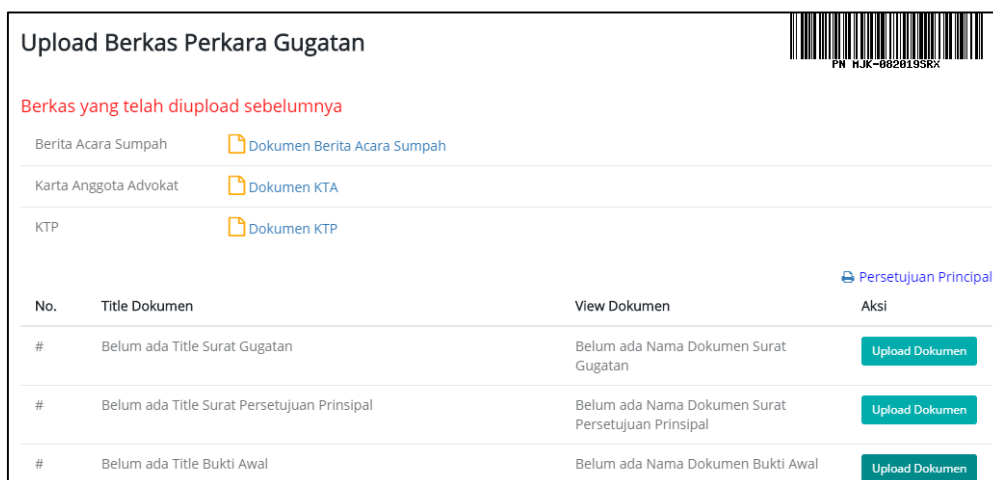 Upload Berkas Perkara Gugatan
PN MJK-082019SRX
Berkas yang telah diupload sebelumnya
Berita Acara Sumpah Dokumen Berita Acara Sumpah
Karta Anggota Advokat Dokumen KTA
KTP Dokumen KTP
Persetujuan Principal
No. Title Dokumen View Dokumen Aksi
# Belum ada Title Surat Gugatan Belum ada Nama Dokumen Surat Upload Dokumen
Gugatan
# Belum ada Title Surat Persetujuan Prinsipal Belum ada Nama Dokumen Surat Upload Dokumen
Persetujuan Prinsipal
# Belum ada Title Bukti Awal Belum ada Nama Dokumen Bukti Awal Upload Dokumen